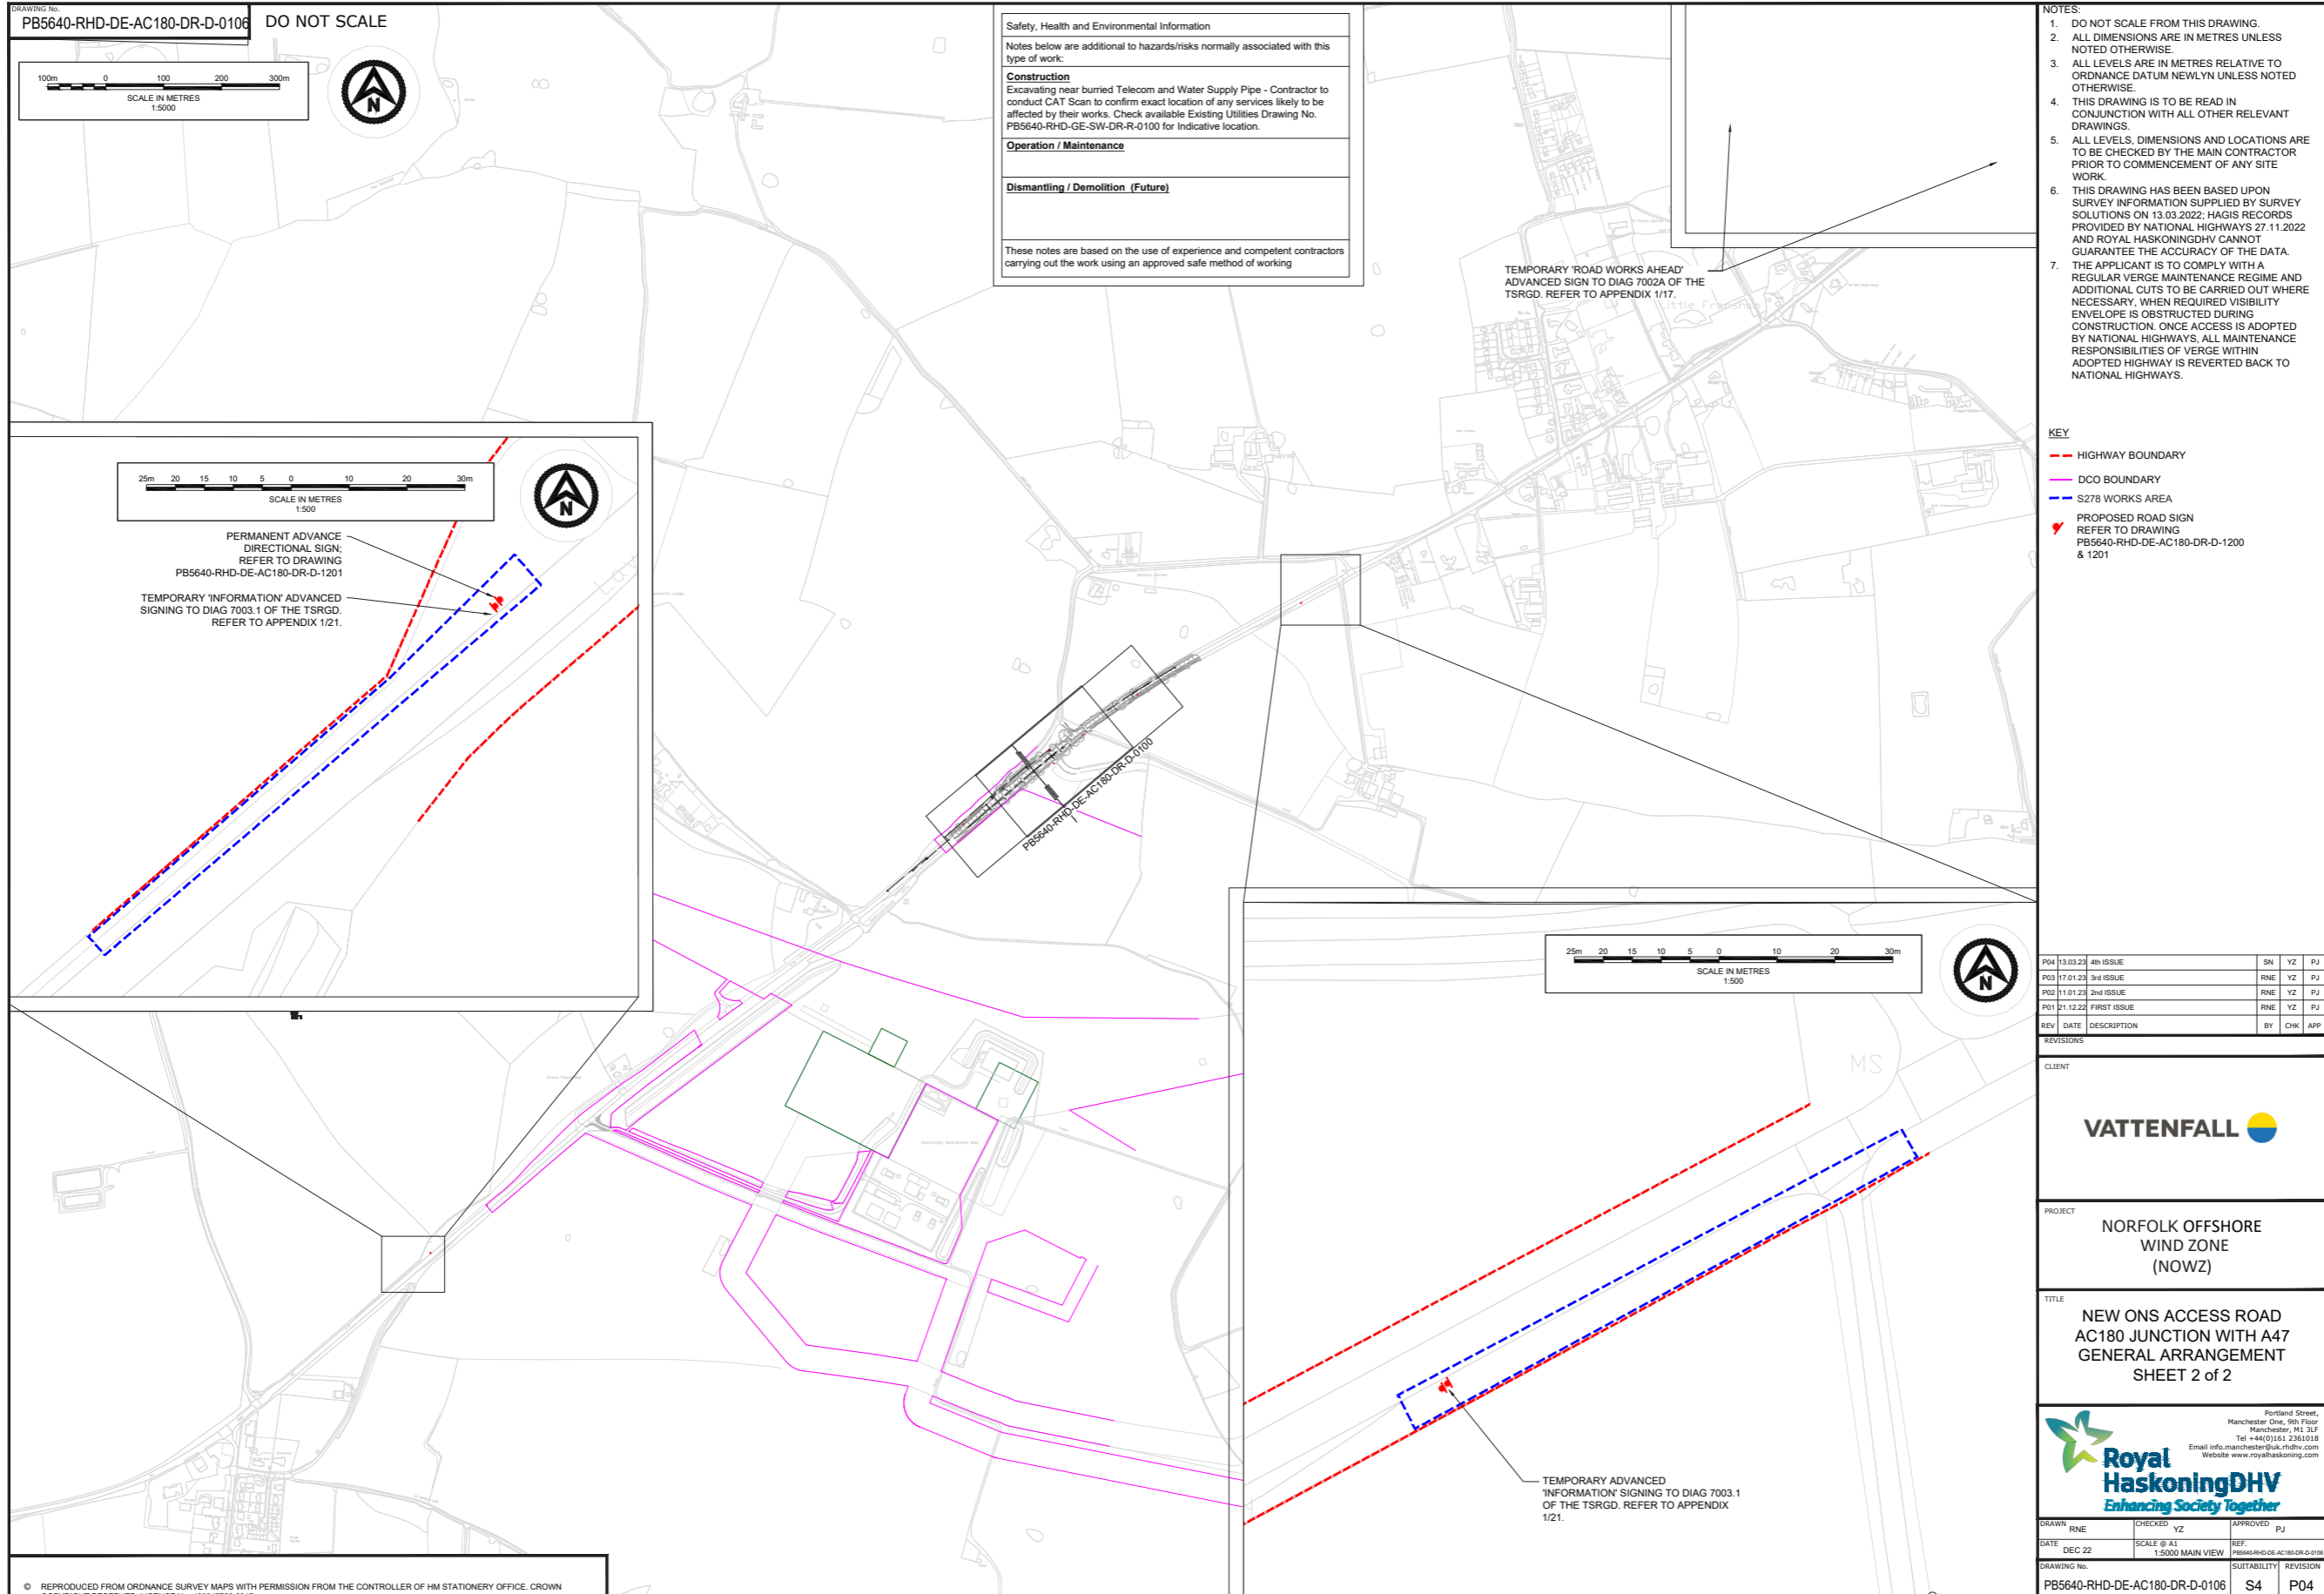 DRAWING No.
PB5640-RHD-DE-AC180-DR-D-0106
DO NOT SCALE
100m 0 100 200 300m
SCALE IN METRES
1:5000
N
Safety, Health and Environmental Information
Notes below are additional to hazards/risks normally associated with this
type of work:
Construction
Excavating near burried Telecom and Water Supply Pipe - Contractor to
conduct CAT Scan to confirm exact location of any services likely to be
affected by their works. Check available Existing Utilities Drawing No.
PB5640-RHD-GE-SW-DR-R-0100 for Indicative location.
Operation / Maintenance
Dismantling / Demolition (Future)
These notes are based on the use of experience and competent contractors
carrying out the work using an approved safe method of working
TEMPORARY 'ROAD WORKS AHEAD'
ADVANCED SIGN TO DIAG 7002A OF THE
TSRGD. REFER TO APPENDIX 1/17.
Little Fransham
25m 20 15 10 5 0 10 20 30m
SCALE IN METRES
1:500
N
PERMANENT ADVANCE
DIRECTIONAL SIGN;
REFER TO DRAWING
PB5640-RHD-DE-AC180-DR-D-1201
TEMPORARY 'INFORMATION' ADVANCED
SIGNING TO DIAG 7003.1 OF THE TSRGD.
REFER TO APPENDIX 1/21.
PB5640-RHD-DE-AC180-DR-D-0100
25m 20 15 10 5 0 10 20 30m
SCALE IN METRES
1:500
N
MS
TEMPORARY ADVANCED
'INFORMATION' SIGNING TO DIAG 7003.1
OF THE TSRGD. REFER TO APPENDIX
1/21.
© REPRODUCED FROM ORDNANCE SURVEY MAPS WITH PERMISSION FROM THE CONTROLLER OF HM STATIONERY OFFICE. CROWN
NOTES:
1. DO NOT SCALE FROM THIS DRAWING.
2. ALL DIMENSIONS ARE IN METRES UNLESS
NOTED OTHERWISE.
3. ALL LEVELS ARE IN METRES RELATIVE TO
ORDNANCE DATUM NEWLYN UNLESS NOTED
OTHERWISE.
4. THIS DRAWING IS TO BE READ IN
CONJUNCTION WITH ALL OTHER RELEVANT
DRAWINGS.
5. ALL LEVELS, DIMENSIONS AND LOCATIONS ARE
TO BE CHECKED BY THE MAIN CONTRACTOR
PRIOR TO COMMENCEMENT OF ANY SITE
WORK.
6. THIS DRAWING HAS BEEN BASED UPON
SURVEY INFORMATION SUPPLIED BY SURVEY
SOLUTIONS ON 13.03.2022; HAGIS RECORDS
PROVIDED BY NATIONAL HIGHWAYS 27.11.2022
AND ROYAL HASKONINGDHV CANNOT
GUARANTEE THE ACCURACY OF THE DATA.
7. THE APPLICANT IS TO COMPLY WITH A
REGULAR VERGE MAINTENANCE REGIME AND
ADDITIONAL CUTS TO BE CARRIED OUT WHERE
NECESSARY, WHEN REQUIRED VISIBILITY
ENVELOPE IS OBSTRUCTED DURING
CONSTRUCTION. ONCE ACCESS IS ADOPTED
BY NATIONAL HIGHWAYS, ALL MAINTENANCE
RESPONSIBILITIES OF VERGE WITHIN
ADOPTED HIGHWAY IS REVERTED BACK TO
NATIONAL HIGHWAYS.
KEY
HIGHWAY BOUNDARY
DCO BOUNDARY
S278 WORKS AREA
PROPOSED ROAD SIGN
REFER TO DRAWING
PB5640-RHD-DE-AC180-DR-D-1200
& 1201
P04 13.03.23 4th ISSUE SN YZ PJ
P03 17.01.23 3rd ISSUE RNE YZ PJ
P02 11.01.23 2nd ISSUE RNE YZ PJ
P01 21.12.22 FIRST ISSUE RNE YZ PJ
REV DATE DESCRIPTION BY CHK APP
REVISIONS
CLIENT
VATTENFALL
PROJECT
NORFOLK OFFSHORE
WIND ZONE
(NOWZ)
TITLE
NEW ONS ACCESS ROAD
AC180 JUNCTION WITH A47
GENERAL ARRANGEMENT
SHEET 2 of 2
Portland Street,
Manchester One, 9th Floor
Manchester, M1 3LF
Tel +44(0)161 2361018
Email info.manchester@uk.rhdhv.com
Website www.royalhaskoning.com
Royal
HaskoningDHV
Enhancing Society Together
DRAWN RNE CHECKED YZ APPROVED PJ
DATE DEC 22 SCALE @ A1 1:5000 MAIN VIEW REF. PB5640-RHD-DE-AC180-DR-D-0106
DRAWING No. SUITABILITY REVISION
PB5640-RHD-DE-AC180-DR-D-0106 S4 P04